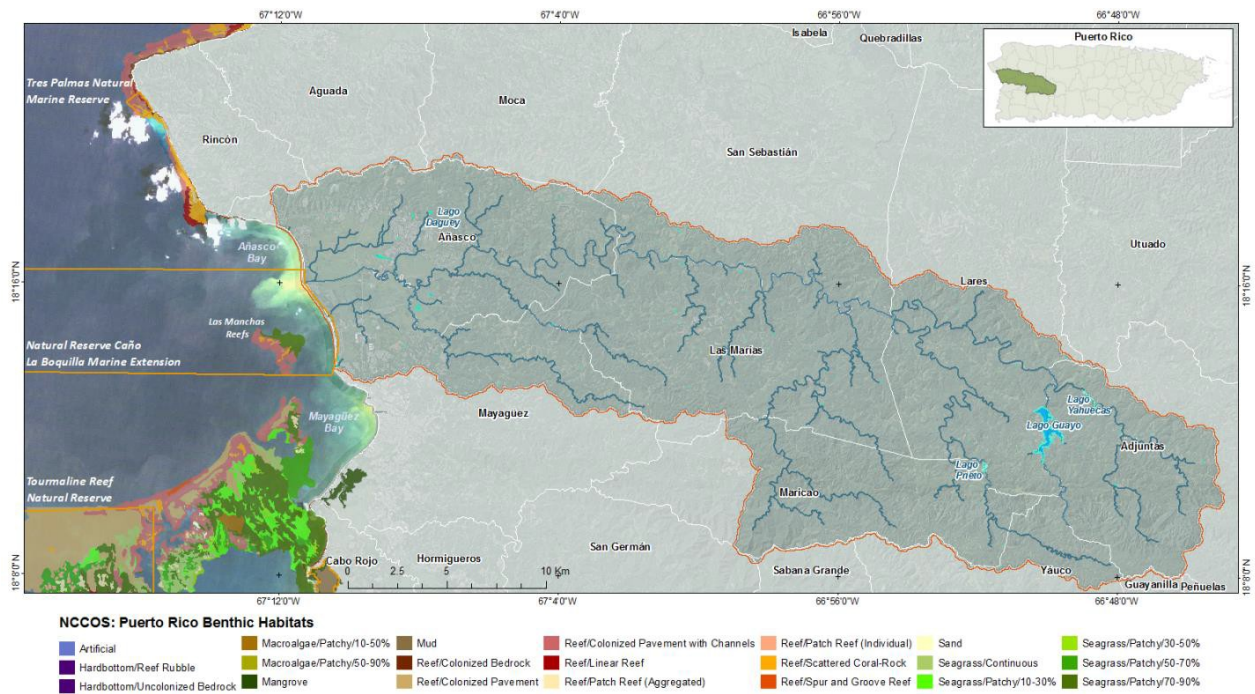 67°12'0"W
67°4'0"W
66°56'0"W
66°48'0"W
Isabela
Quebradillas
Puerto Rico
Tres Palmas Natural
Marine Reserve
Aguada
Moca
Rincòn
San Sebastián
Lago
Daguey
Añasco
Utuado
Añasco
Bay
18°16'0"N
18°16'0"N
Lares
Las Manchas
Reefs
Natural Reserve Caño
La Boquilla Marine Extension
Las Marías
Mayaguez
Mayagüez
Bay
Lago
Yahuecas
Lago Guayo
Adjuntas
Lago
Prieto
Tourmaline Reef
Natural Reserve
Maricao
San Germán
Hormigueros
Cabo Rojo
Sabana Grande
Yauco
Guayanilla
Peñuelas
0 2.5 5 10 Km
18°8'0"N
18°8'0"N
67°12'0"W
67°4'0"W
66°56'0"W
66°48'0"W
NCCOS: Puerto Rico Benthic Habitats
Artificial
Hardbottom/Reef Rubble
Hardbottom/Uncolonized Bedrock
Macroalgae/Patchy/10-50%
Macroalgae/Patchy/50-90%
Mangrove
Mud
Reef/Colonized Bedrock
Reef/Colonized Pavement
Reef/Colonized Pavement with Channels
Reef/Linear Reef
Reef/Patch Reef (Aggregated)
Reef/Patch Reef (Individual)
Reef/Scattered Coral-Rock
Reef/Spur and Groove Reef
Sand
Seagrass/Continuous
Seagrass/Patchy/10-30%
Seagrass/Patchy/30-50%
Seagrass/Patchy/50-70%
Seagrass/Patchy/70-90%